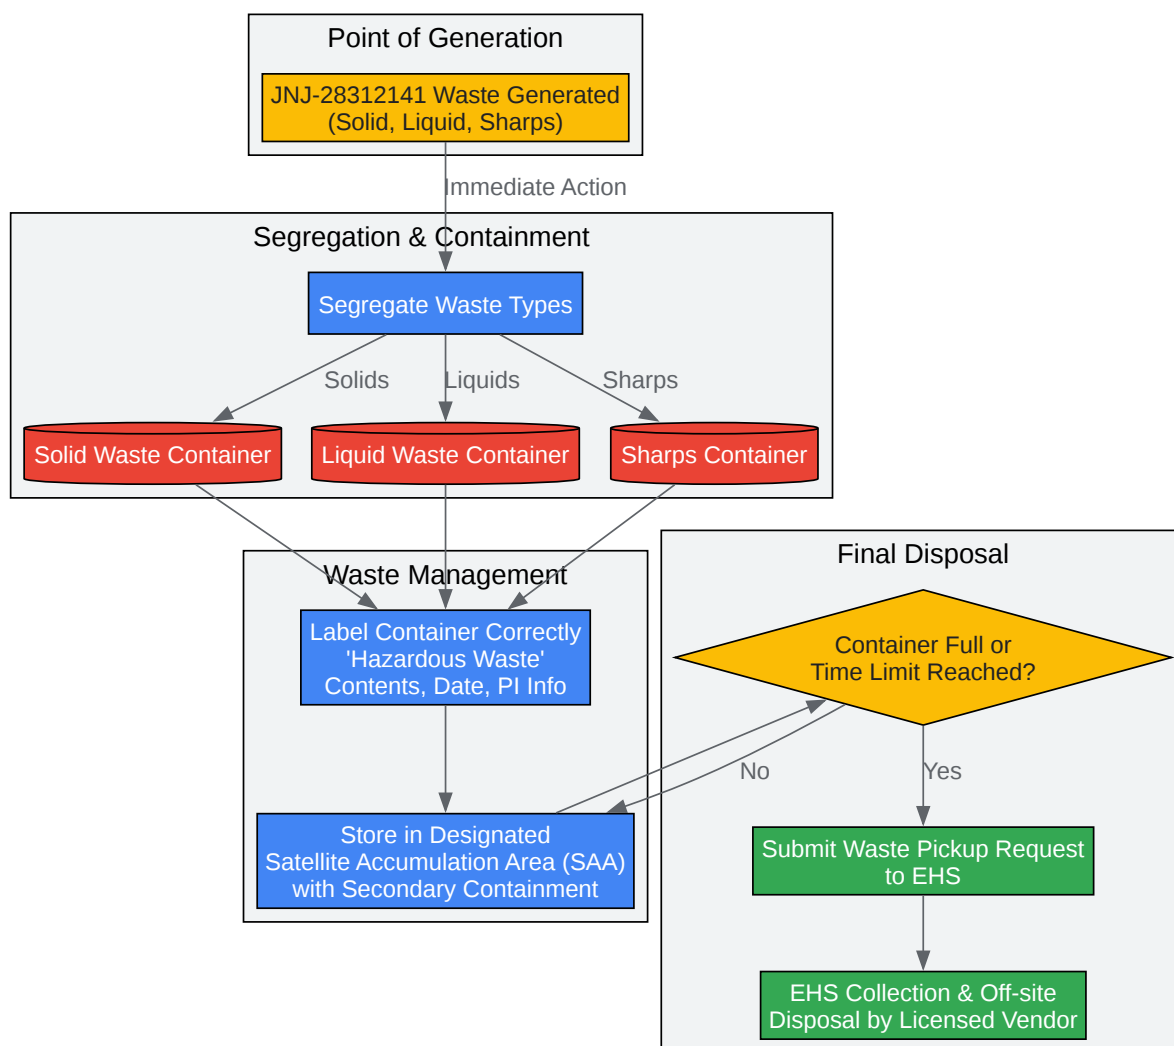 Point of Generation
JNJ-28312141 Waste Generated
(Solid, Liquid, Sharps)
Immediate Action
Segregation & Containment
Segregate Waste Types
Solids
Liquids
Sharps
Solid Waste Container
Liquid Waste Container
Sharps Container
Waste Management
Label Container Correctly
'Hazardous Waste'
Contents, Date, PI Info
Store in Designated
Satellite Accumulation Area (SAA)
with Secondary Containment
Final Disposal
Container Full or
Time Limit Reached?
No
Yes
Submit Waste Pickup Request
to EHS
EHS Collection & Off-site
Disposal by Licensed Vendor